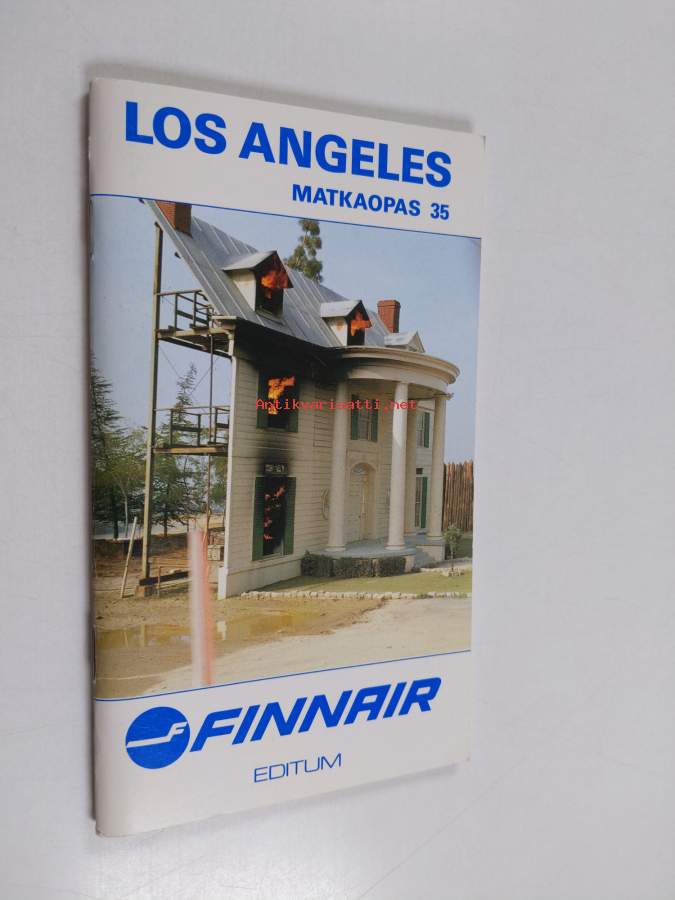 LOS ANGELES
MATKAOPAS 35
Antikvariaatti.net
FINNAIR
EDITUM